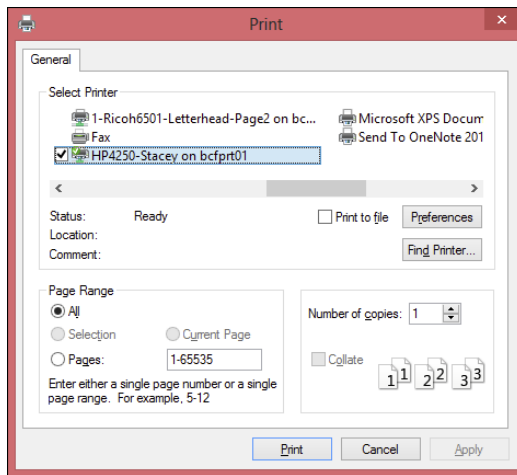 Print
General
Select Printer
1-Ricoh6501-Letterhead-Page2 on bc...
Microsoft XPS Docum
Fax
Send To OneNote 201
HP4250-Stacey on bcfprt01
Status: Ready
Print to file
Preferences
Location:
Comment:
Find Printer...
Page Range
All
Selection
Current Page
Pages: 1-65535
Enter either a single page number or a single
page range. For example, 5-12
Number of copies: 1
Collate
1 1 2 2 3 3
Print
Cancel
Apply